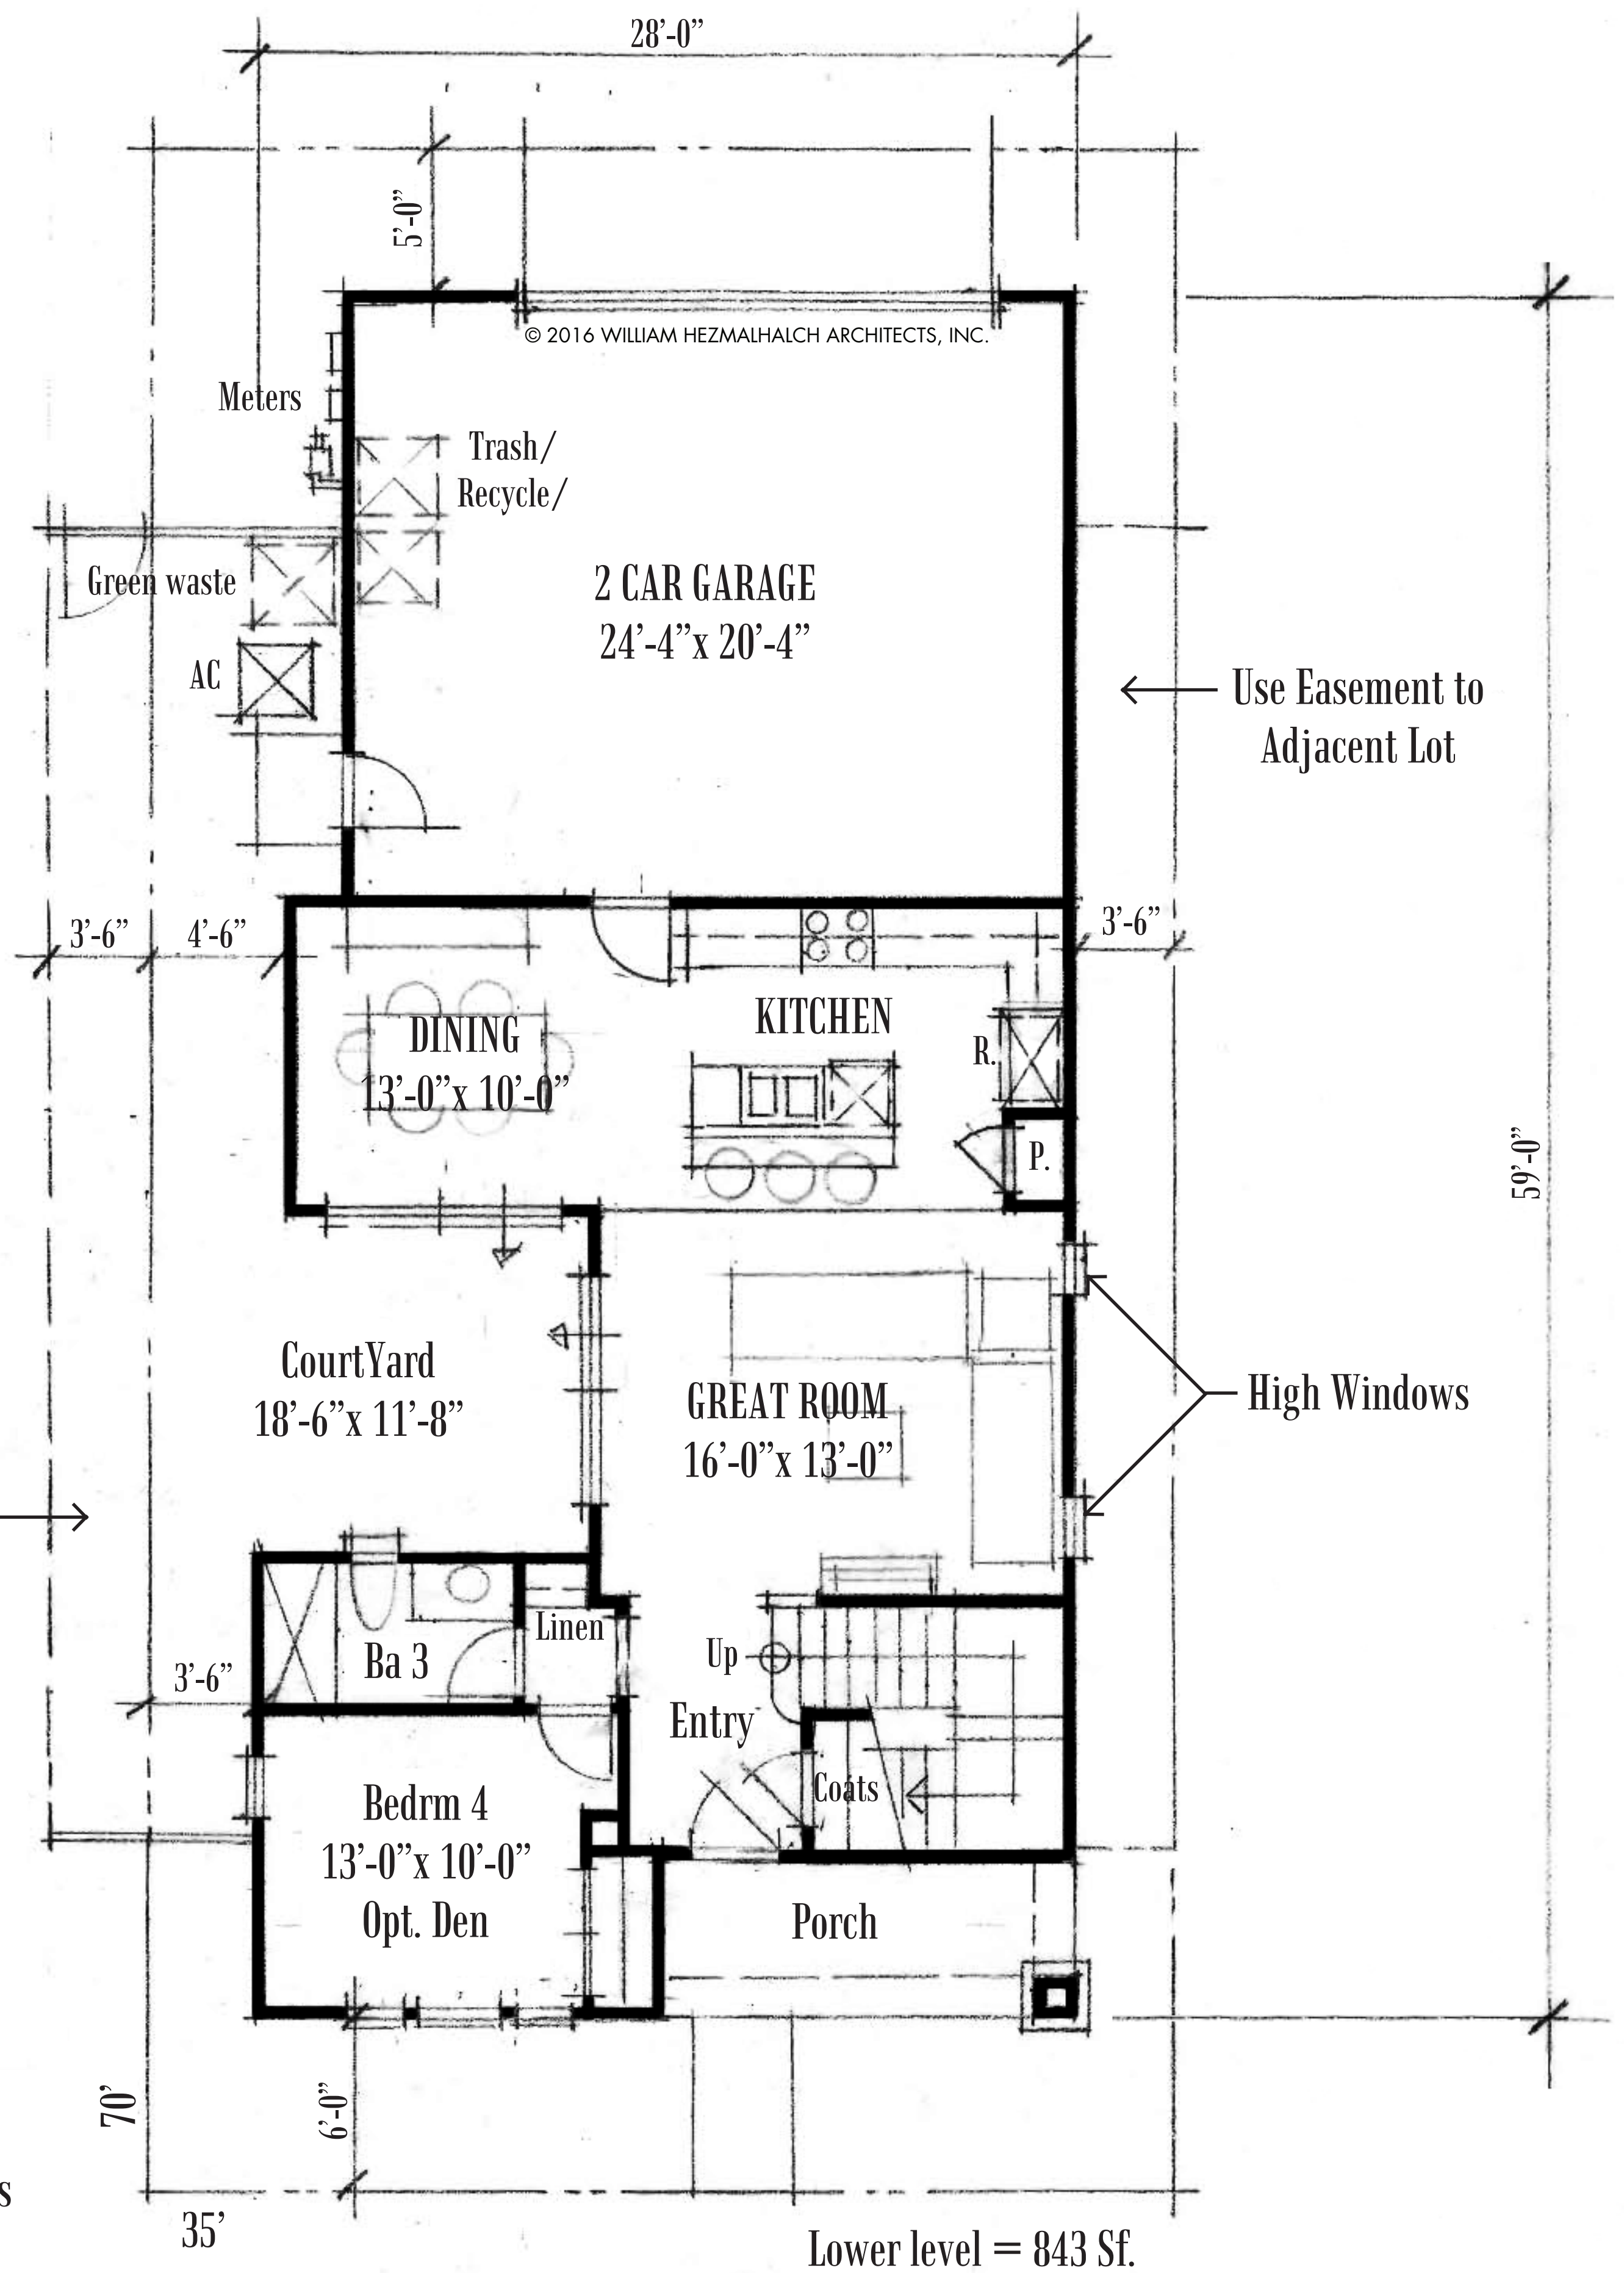 28’-0”
5’-0”
© 2016 WILLIAM HEZMALHALCH ARCHITECTS, INC.
Meters
Trash/
Recycle/
Green waste
2 CAR GARAGE
24’-4”x 20’-4”
AC
Use Easement to
Adjacent Lot
3’-6”
4’-6”
3’-6”
DINING
13’-0”x 10’-0”
KITCHEN
R.
P.
59’-0”
CourtYard
18’-6”x 11’-8”
GREAT ROOM
16’-0”x 13’-0”
High Windows
Linen
Ba 3
Up
3’-6”
Entry
Coats
Bedrm 4
13’-0”x 10’-0”
Opt. Den
Porch
70’
6’-0”
s
35’
Lower level = 843 Sf.